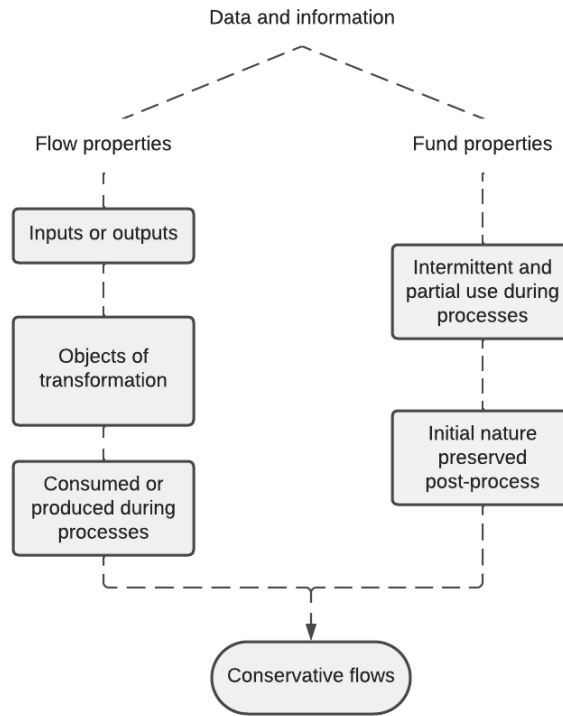 Data and information
Flow properties
Inputs or outputs
Objects of
transformation
Consumed or
produced during
processes
Fund properties
Intermittent and
partial use during
processes
Initial nature
preserved
post-process
Conservative flows